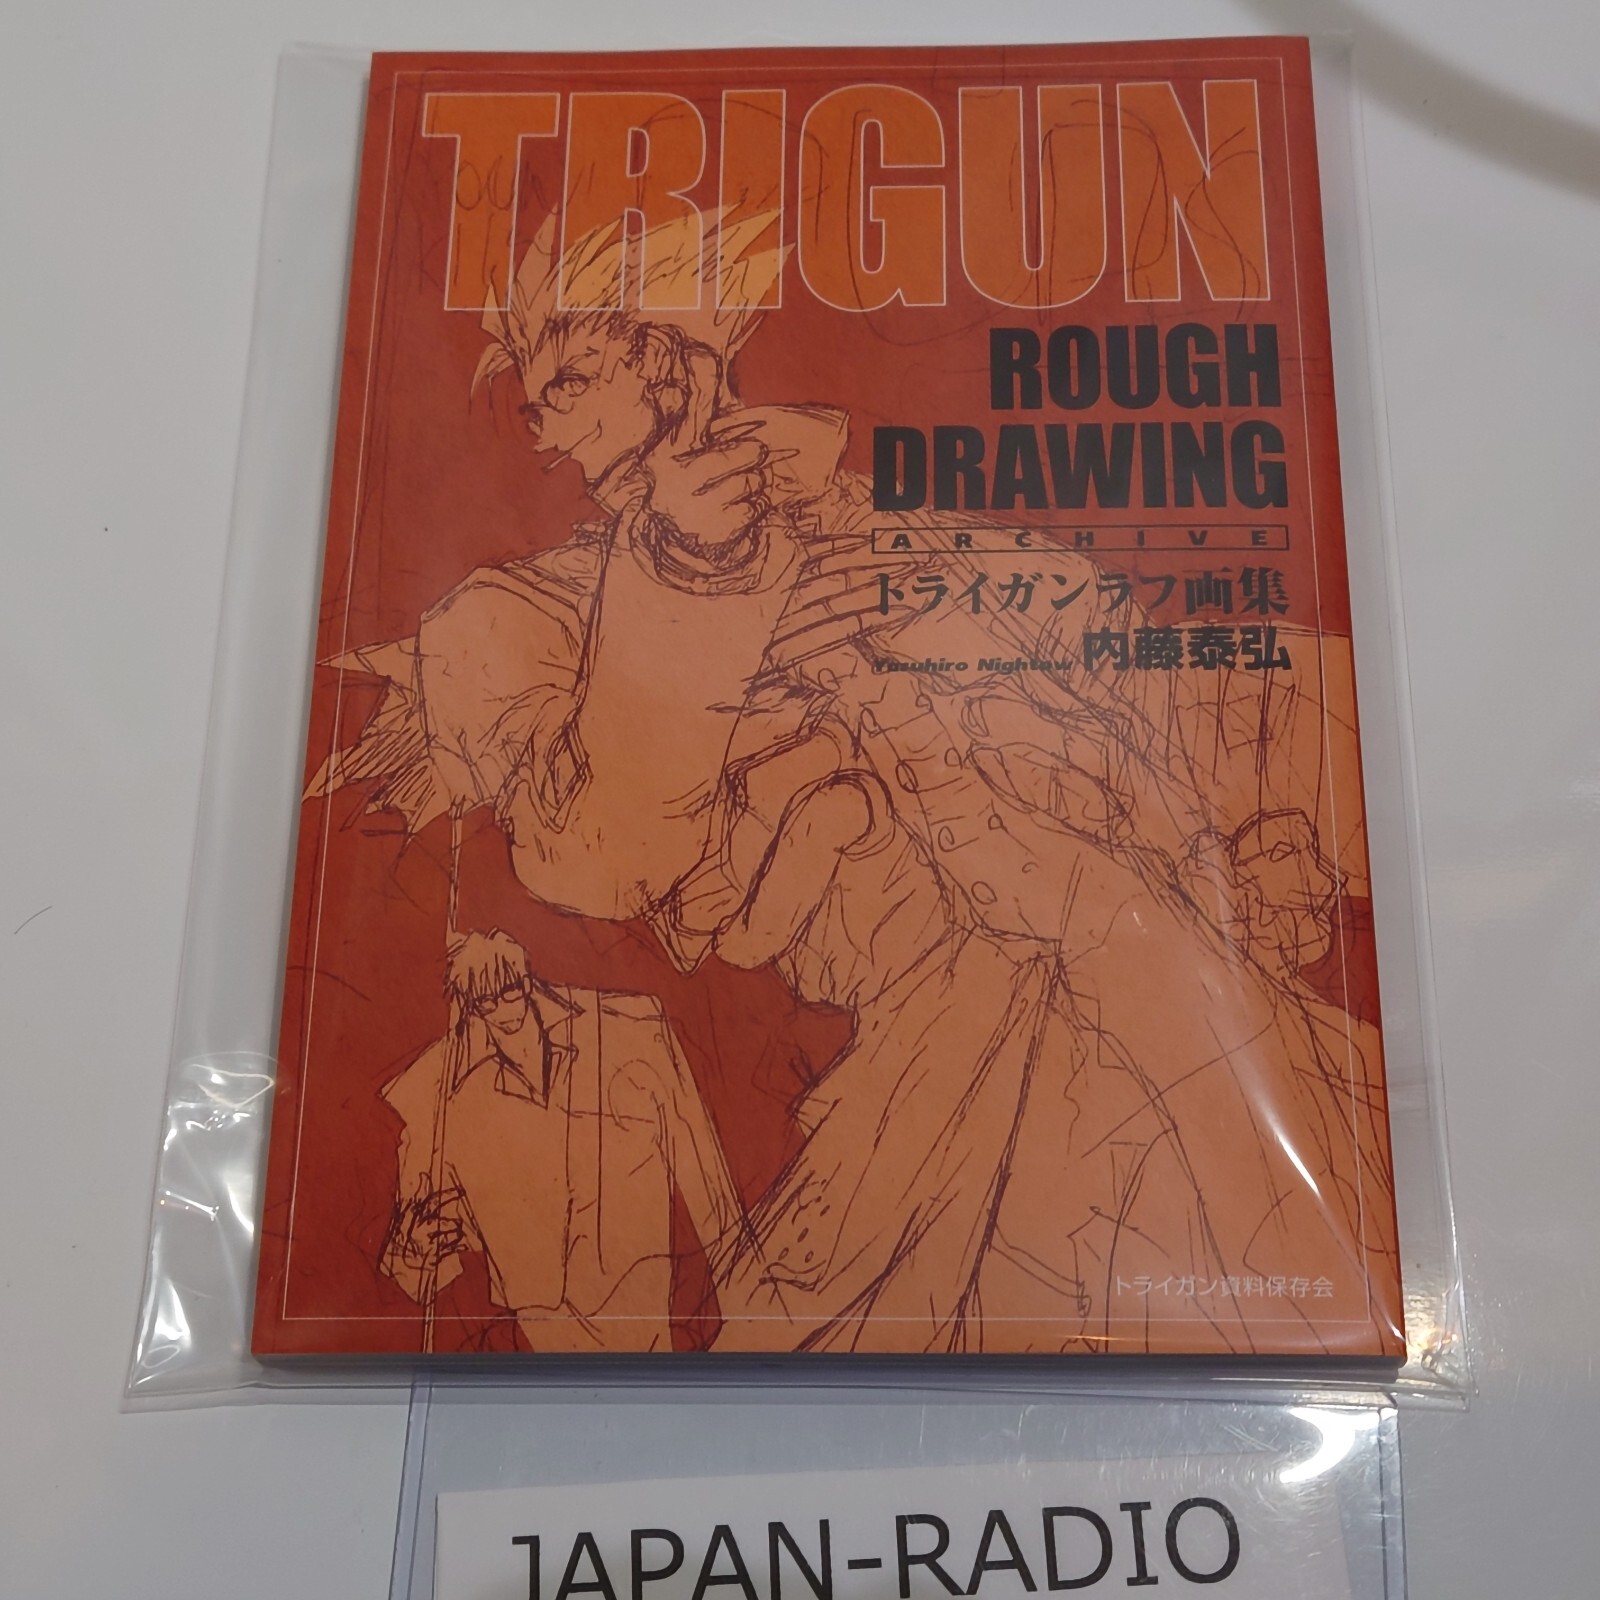 TRIGUN
ROUGH
DRAWING
ARCHIVE
トライガンラフ画集
Yasuhiro Nightow 内藤泰弘
トライガン資料保存会
JAPAN-RADIO